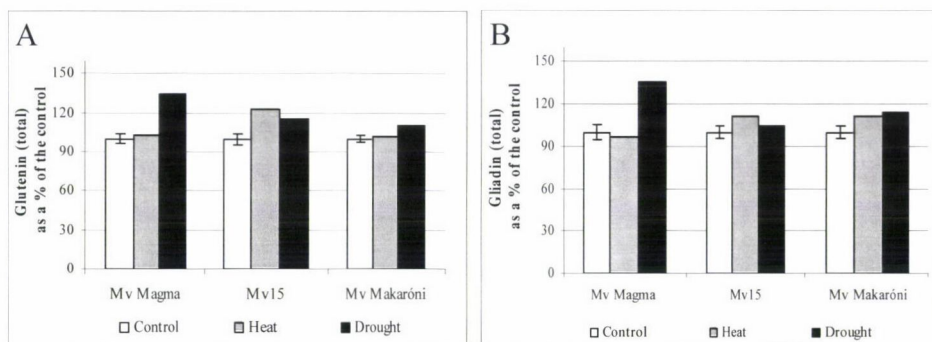 A
Glutenin (total)
as a % of the control
150
120
90
60
30
0
Mv Magma
Mv15
Mv Makaróni
Control
Heat
Drought
B
Gliadin (total)
as a % of the control
150
120
90
60
30
0
Mv Magma
Mv15
Mv Makaróni
Control
Heat
Drought